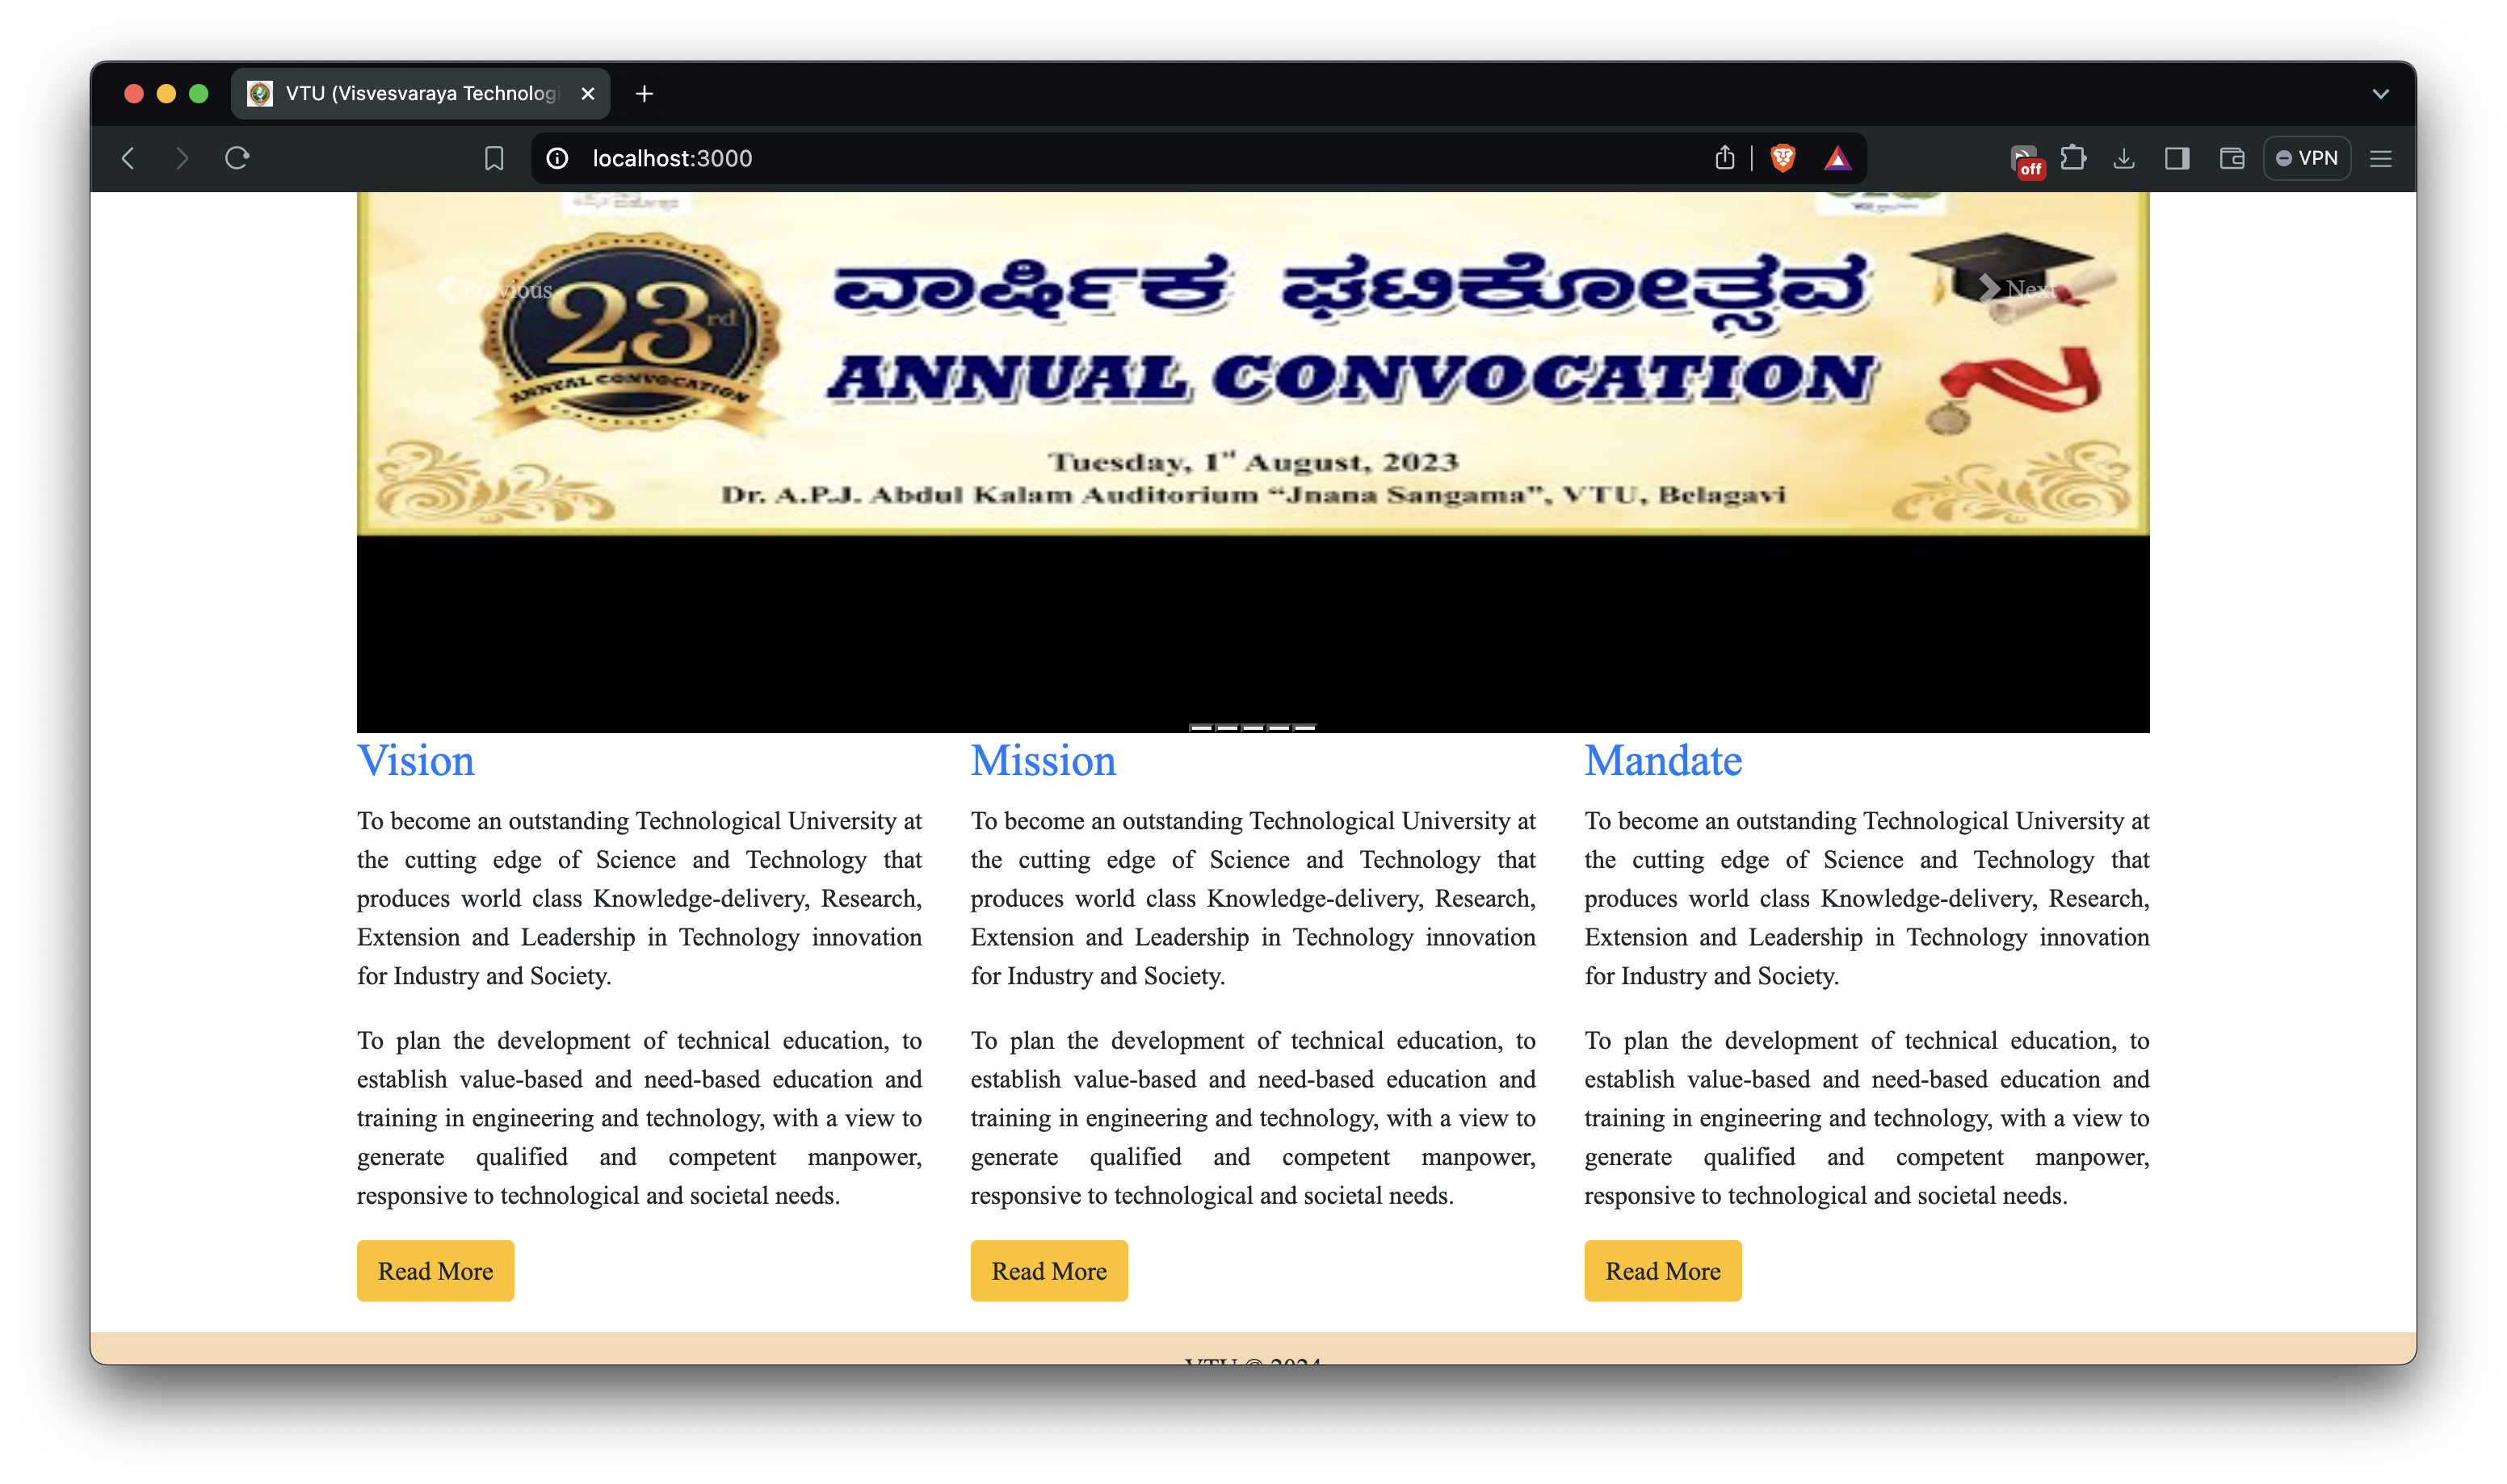 VTU (Visvesvaraya Technologi
localhost:3000
off
VPN
Previous
Next
23rd
ANNUAL CONVOCATION
ವಾರ್ಷಿಕ ಘಟಿಕೋತ್ಸವ
ANNUAL CONVOCATION
Tuesday, 1st August, 2023
Dr. A.P.J. Abdul Kalam Auditorium “Jnana Sangama”, VTU, Belagavi
Vision
To become an outstanding Technological University at
the cutting edge of Science and Technology that
produces world class Knowledge-delivery, Research,
Extension and Leadership in Technology innovation
for Industry and Society.
To plan the development of technical education, to
establish value-based and need-based education and
training in engineering and technology, with a view to
generate qualified and competent manpower,
responsive to technological and societal needs.
Read More
Mission
To become an outstanding Technological University at
the cutting edge of Science and Technology that
produces world class Knowledge-delivery, Research,
Extension and Leadership in Technology innovation
for Industry and Society.
To plan the development of technical education, to
establish value-based and need-based education and
training in engineering and technology, with a view to
generate qualified and competent manpower,
responsive to technological and societal needs.
Read More
Mandate
To become an outstanding Technological University at
the cutting edge of Science and Technology that
produces world class Knowledge-delivery, Research,
Extension and Leadership in Technology innovation
for Industry and Society.
To plan the development of technical education, to
establish value-based and need-based education and
training in engineering and technology, with a view to
generate qualified and competent manpower,
responsive to technological and societal needs.
Read More
VTU © 2024